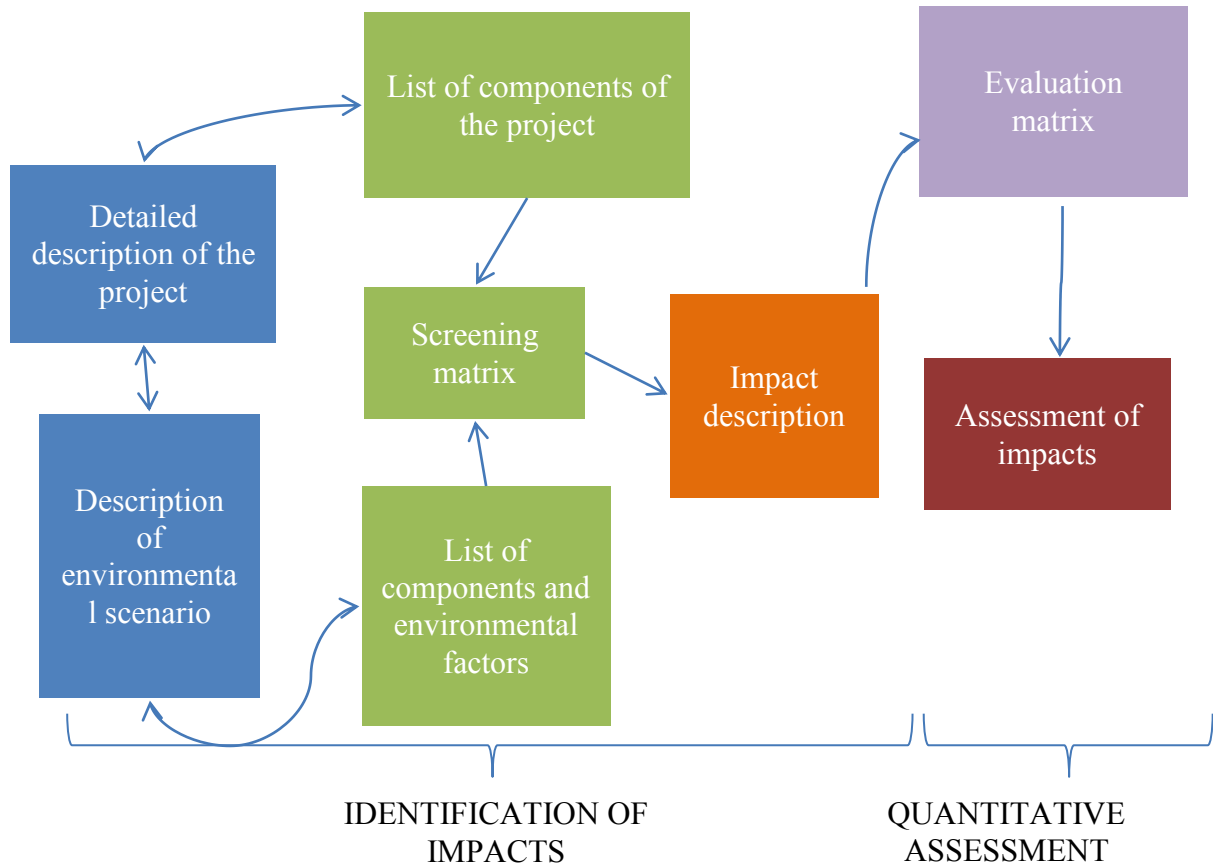 List of components of
the project
Evaluation
matrix
Detailed
description of the
project
Screening
matrix
Impact
description
Assessment of
impacts
Description
of
environmenta
l scenario
List of
components and
environmental
factors
IDENTIFICATION OF
IMPACTS
QUANTITATIVE
ASSESSMENT